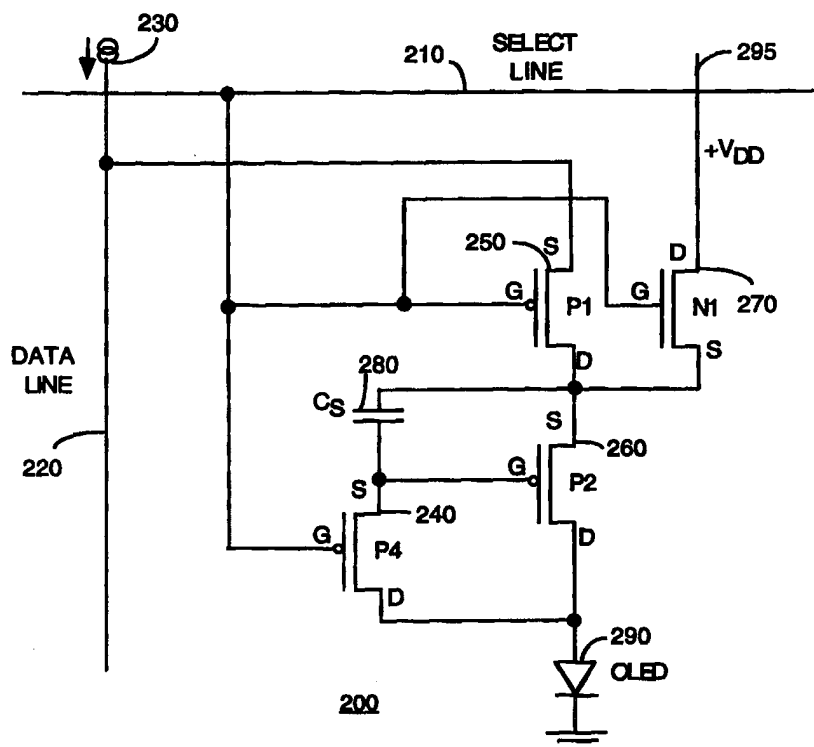 230
SELECT
LINE
210
295
+VDD
250
S
D
G
P1
G
N1
270
D
S
DATA
LINE
280
CS
S
260
G
P2
S
240
220
G
P4
D
D
290
OLED
200